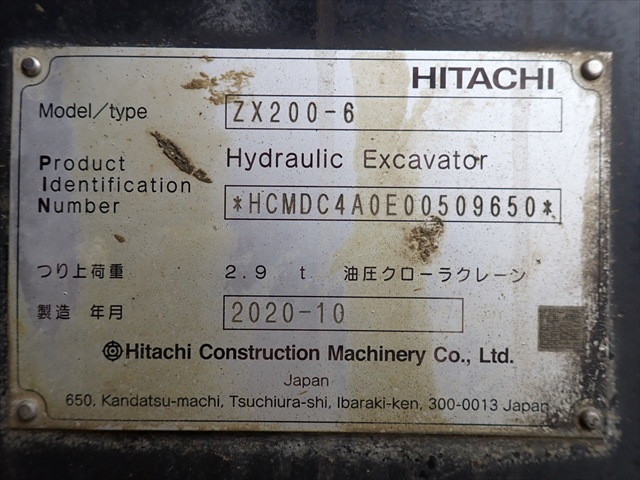 HITACHI
Model/type ZX200-6
Product Hydraulic Excavator
Identification
Number *HCMDC4A0E00509650*
つり上荷重 2.9 t 油圧クローラクレーン
製造 年月 2020-10
Hitachi Construction Machinery Co., Ltd.
Japan
650, Kandatsu-machi, Tsuchiura-shi, Ibaraki-ken, 300-0013 Japan